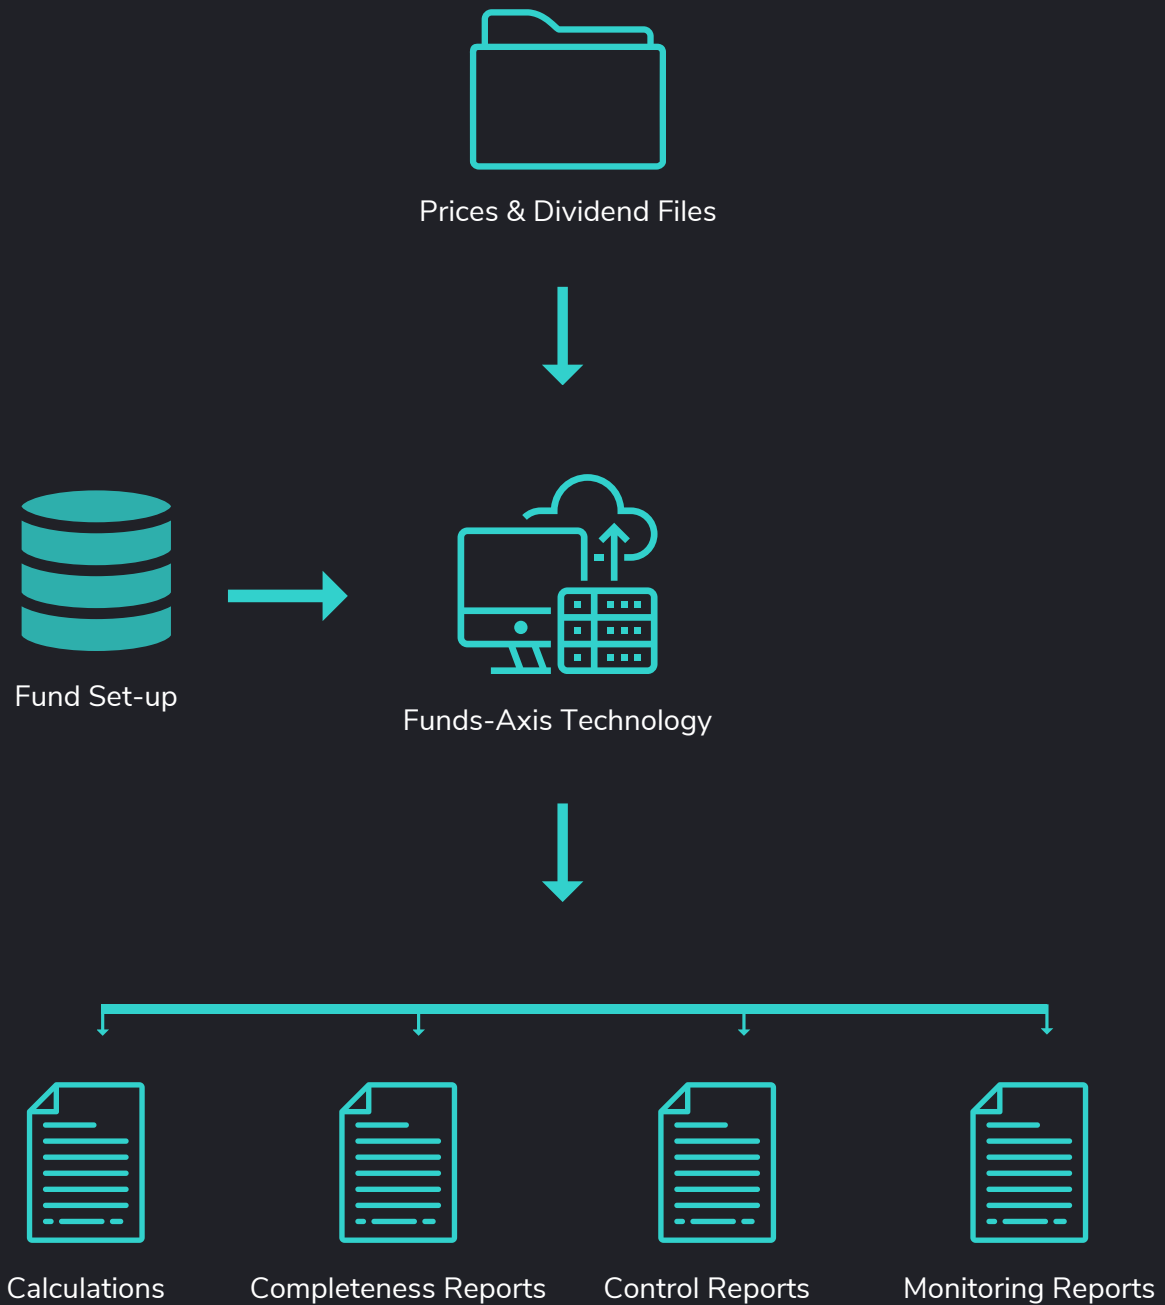 Prices & Dividend Files
Fund Set-up
Funds-Axis Technology
Calculations
Completeness Reports
Control Reports
Monitoring Reports